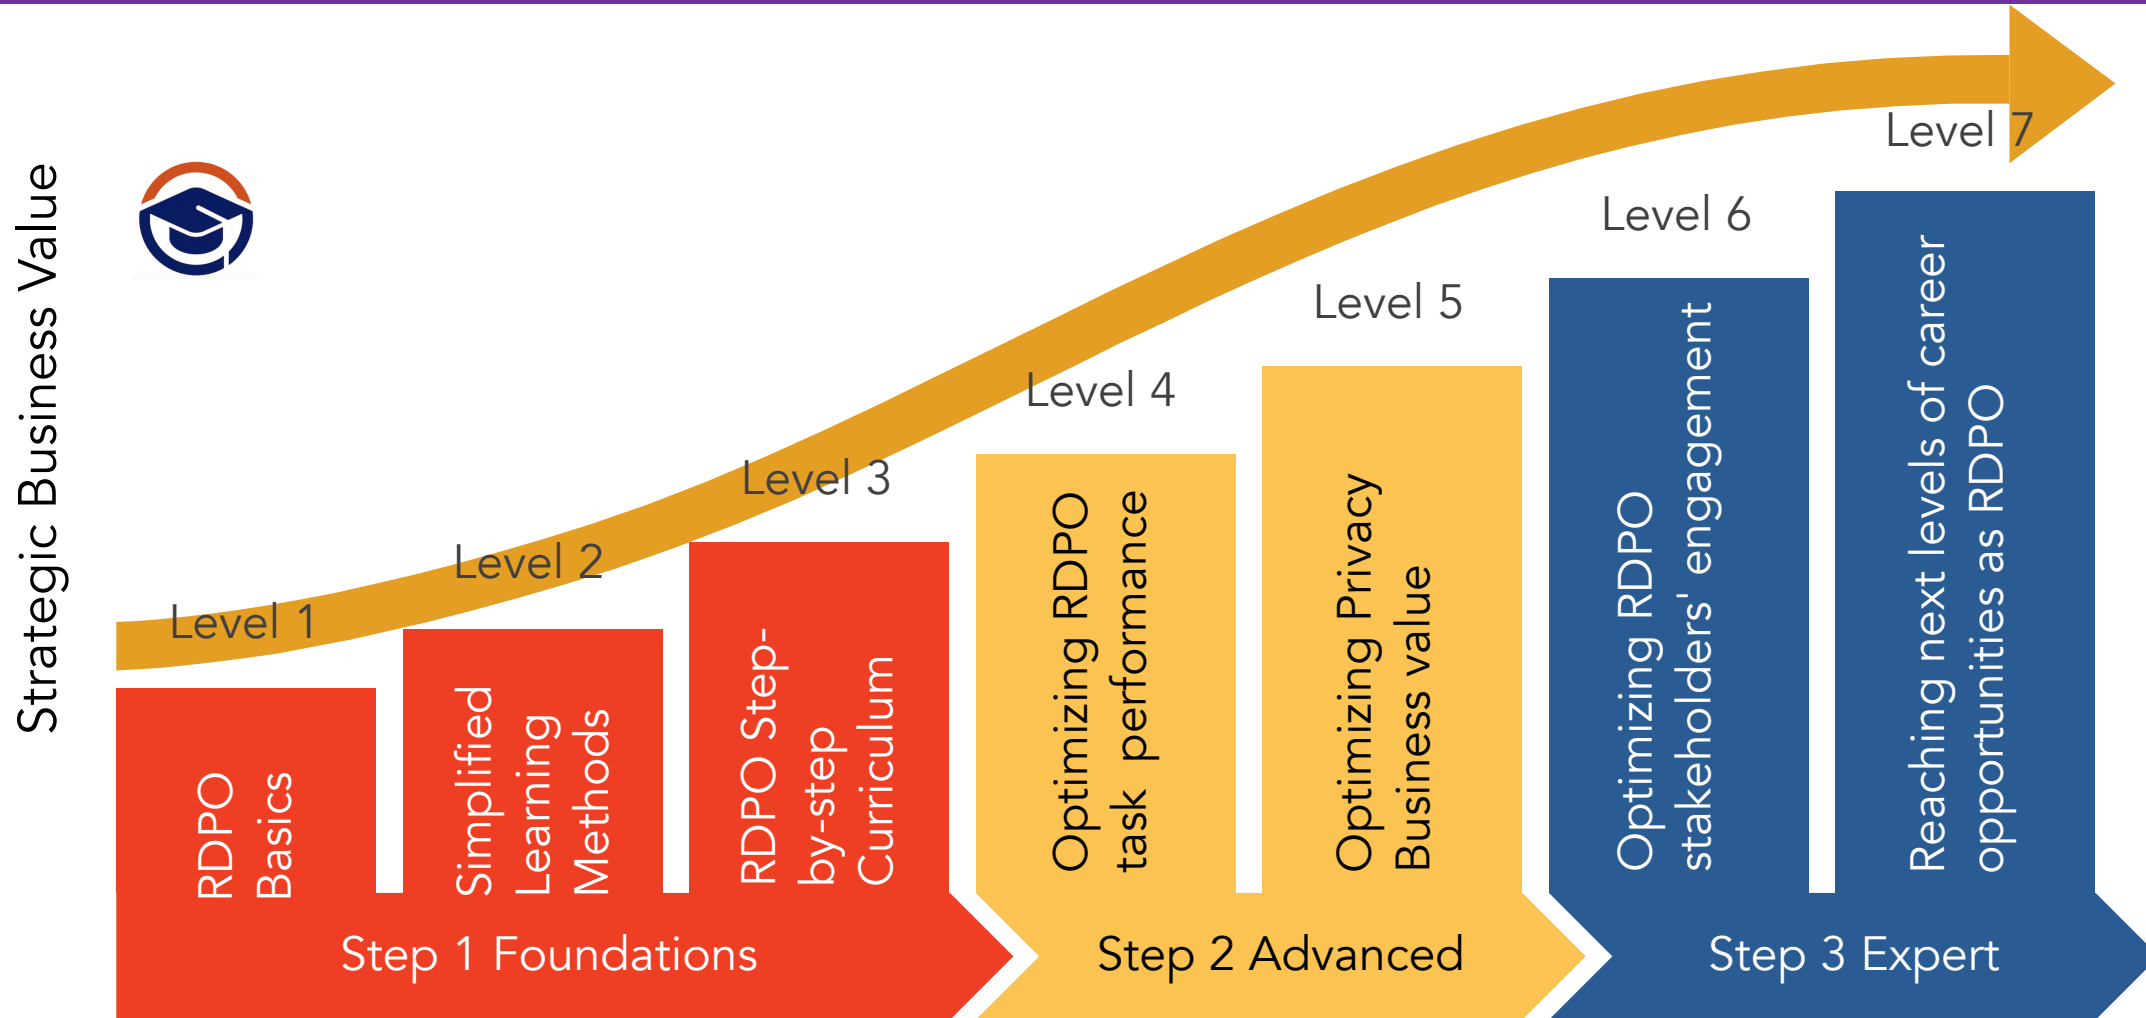 Strategic Business Value
Level 1
Level 2
Level 3
Level 4
Level 5
Level 6
Level 7
RDPO
Basics
Simplified
Learning
Methods
RDPO Step-
by-step
Curriculum
Optimizing RDPO
task performance
Optimizing Privacy
Business value
Optimizing RDPO
stakeholders' engagement
Reaching next levels of career
opportunities as RDPO
Step 1 Foundations
Step 2 Advanced
Step 3 Expert